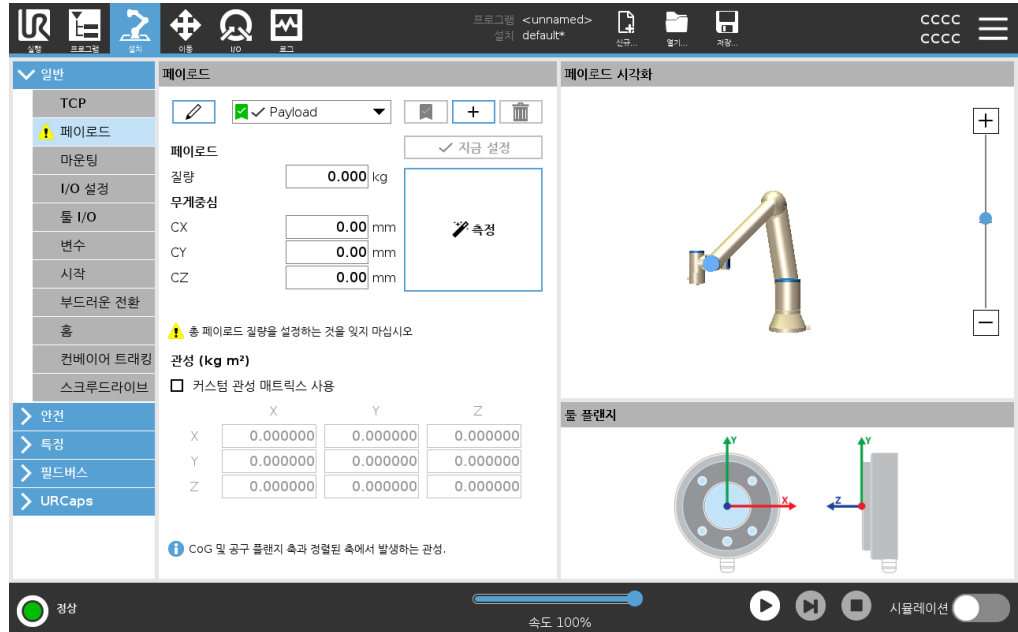 UR
실행
프로그램
설치
이동
I/O
로그
프로그램 <unnamed>
설치 default*
신규...
열기...
저장...
CCCC
CCCC
일반
TCP
페이로드
마운팅
I/O 설정
툴 I/O
변수
시작
부드러운 전환
홈
컨베이어 트래킹
스크루드라이브
안전
특징
필드버스
URCaps
페이로드
Payload
지금 설정
페이로드
질량 0.000 kg
무게중심
CX 0.00 mm
CY 0.00 mm
CZ 0.00 mm
측정
총 페이로드 질량을 설정하는 것을 잊지 마십시오
관성 (kg m²)
커스텀 관성 매트릭스 사용
X Y Z
X 0.000000 0.000000 0.000000
Y 0.000000 0.000000 0.000000
Z 0.000000 0.000000 0.000000
CoG 및 공구 플랜지 축과 정렬된 축에서 발생하는 관성.
페이로드 시각화
툴 플랜지
Y
X
Y
Z
정상
속도 100%
시뮬레이션